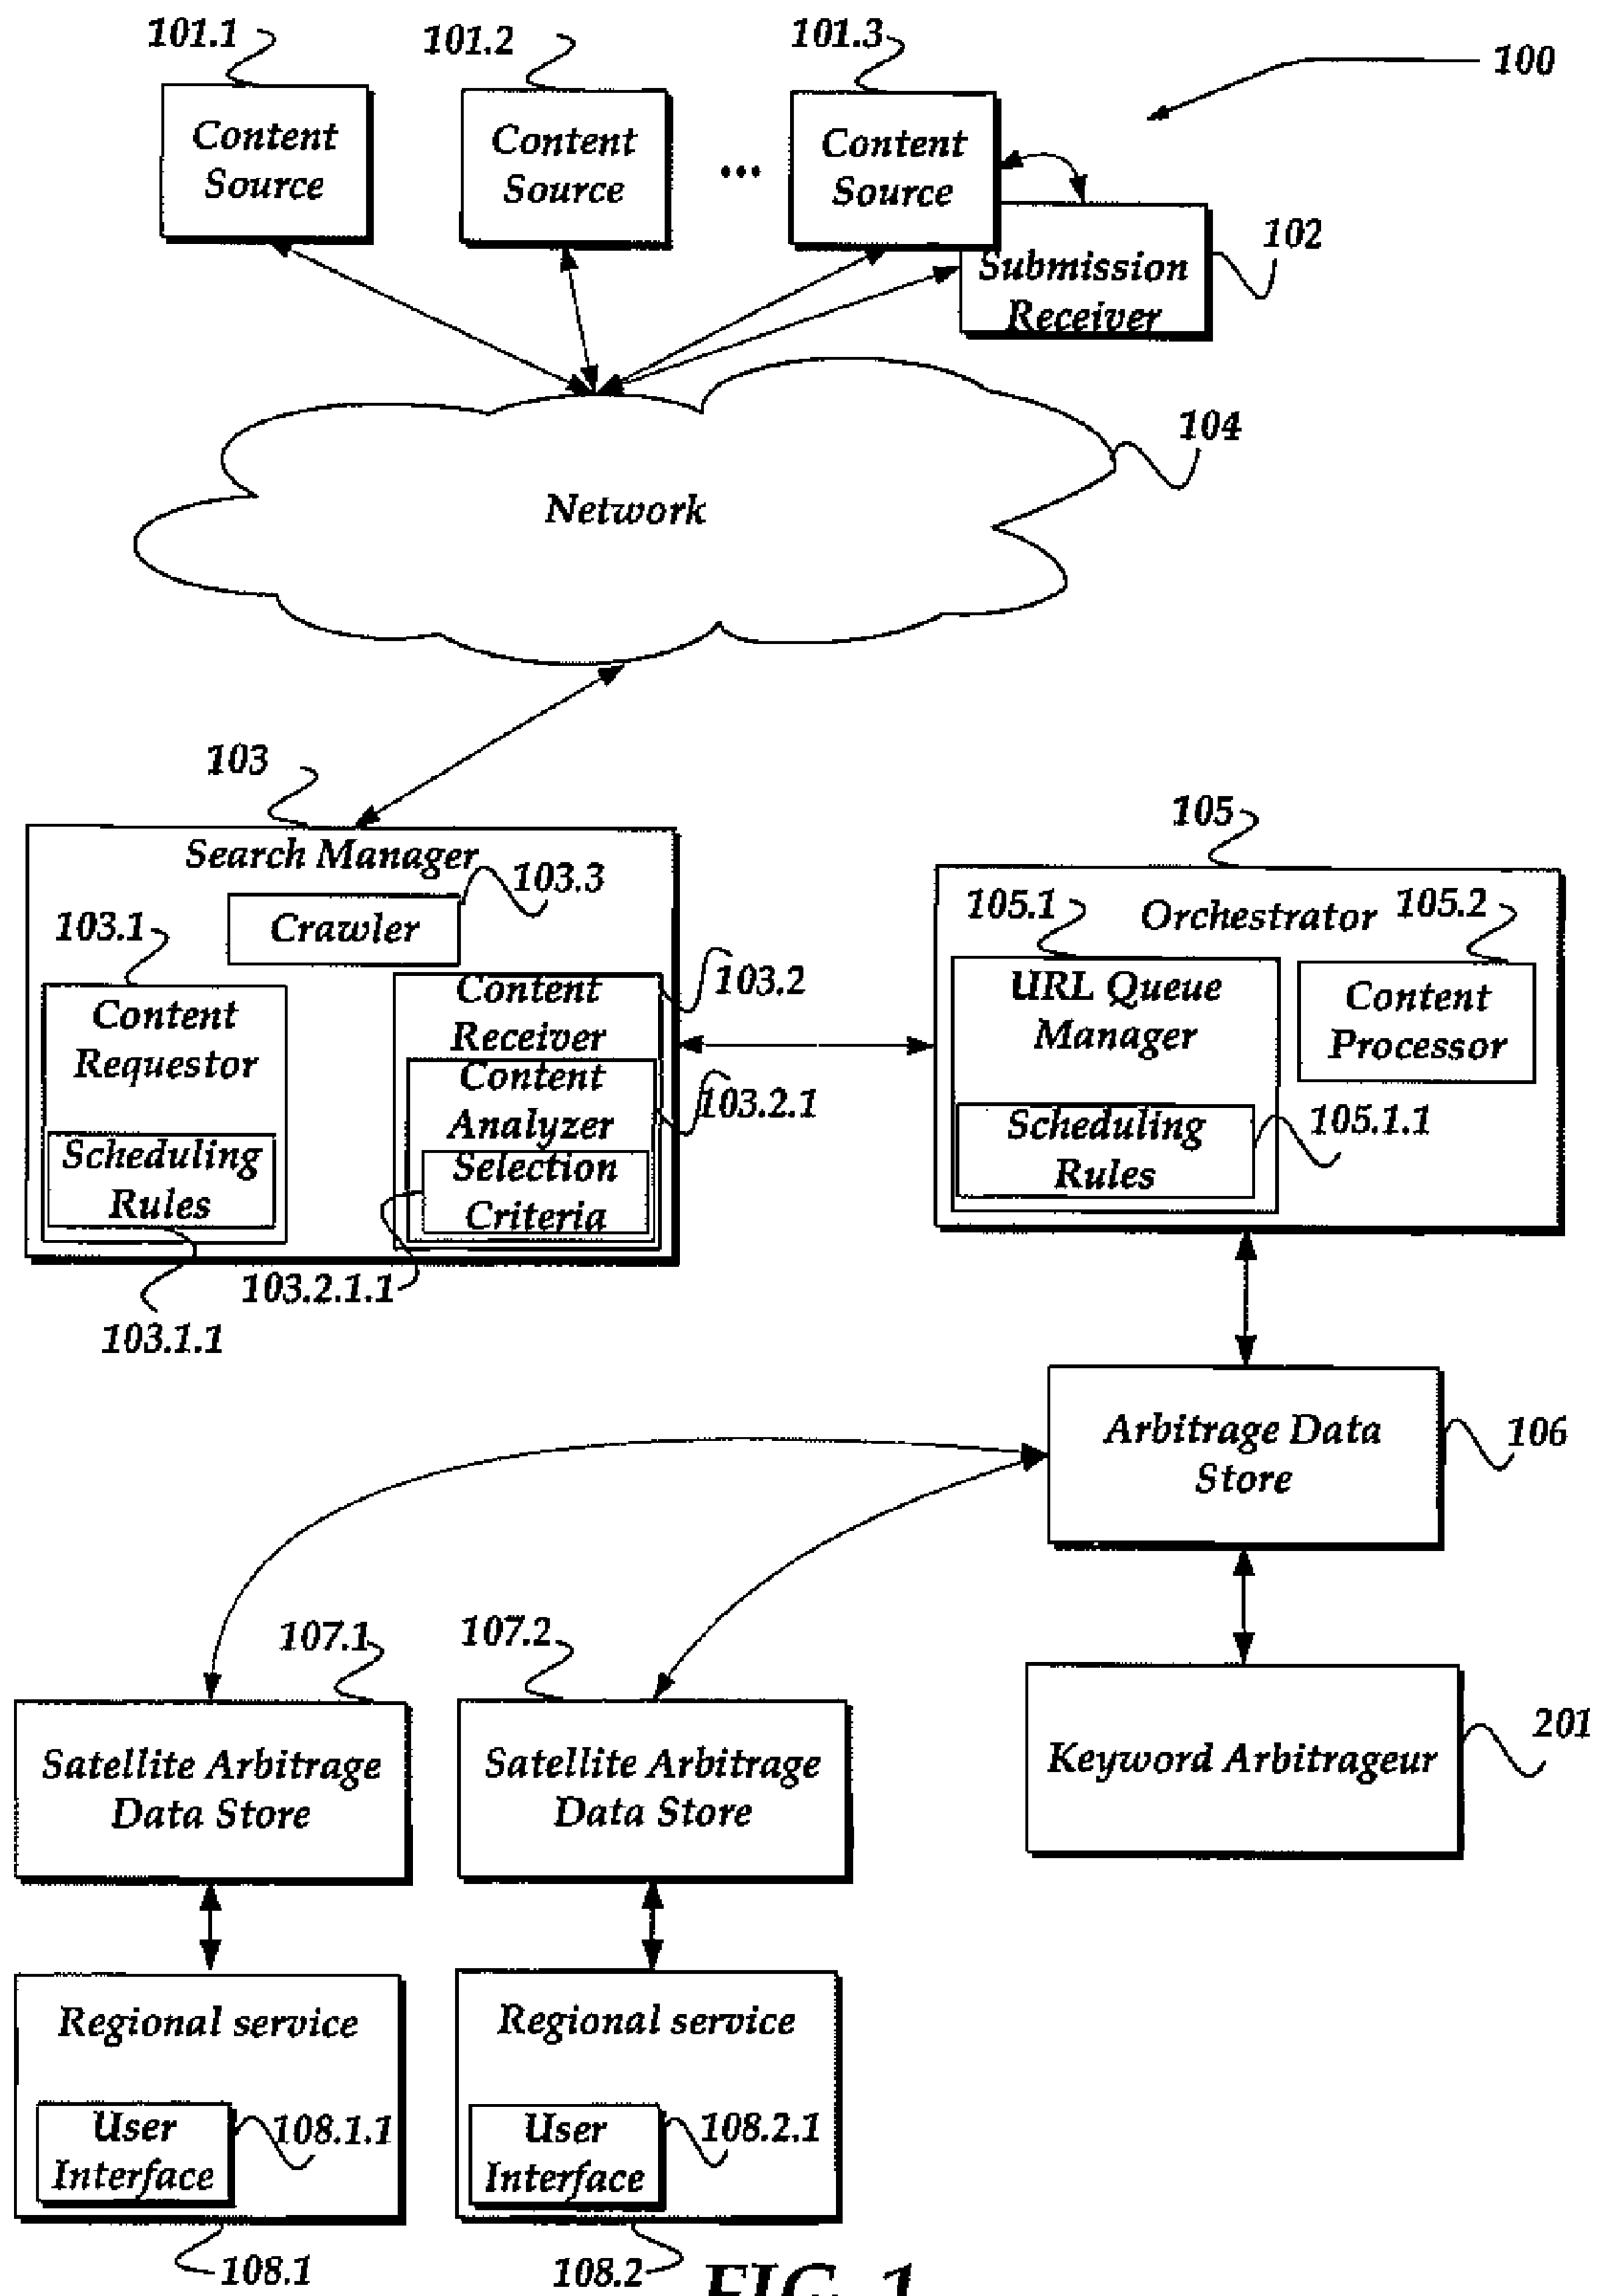 101.1
101.2
101.3
100
Content
Source
Content
Source
...
Content
Source
102
Submission
Receiver
104
Network
103
105
Search Manager
103.3
Crawler
103.1
Content
Requestor
Scheduling
Rules
103.1.1
103.2
Content
Receiver
103.2.1
Content
Analyzer
Selection
Criteria
103.2.1.1
105.1
Orchestrator
105.2
URL Queue
Manager
Content
Processor
Scheduling
Rules
105.1.1
Arbitrage Data
Store
106
107.1
107.2
Satellite Arbitrage
Data Store
Satellite Arbitrage
Data Store
Keyword Arbitrageur
201
Regional service
Regional service
User
Interface
108.1.1
User
Interface
108.2.1
108.1
108.2
FIG. 1